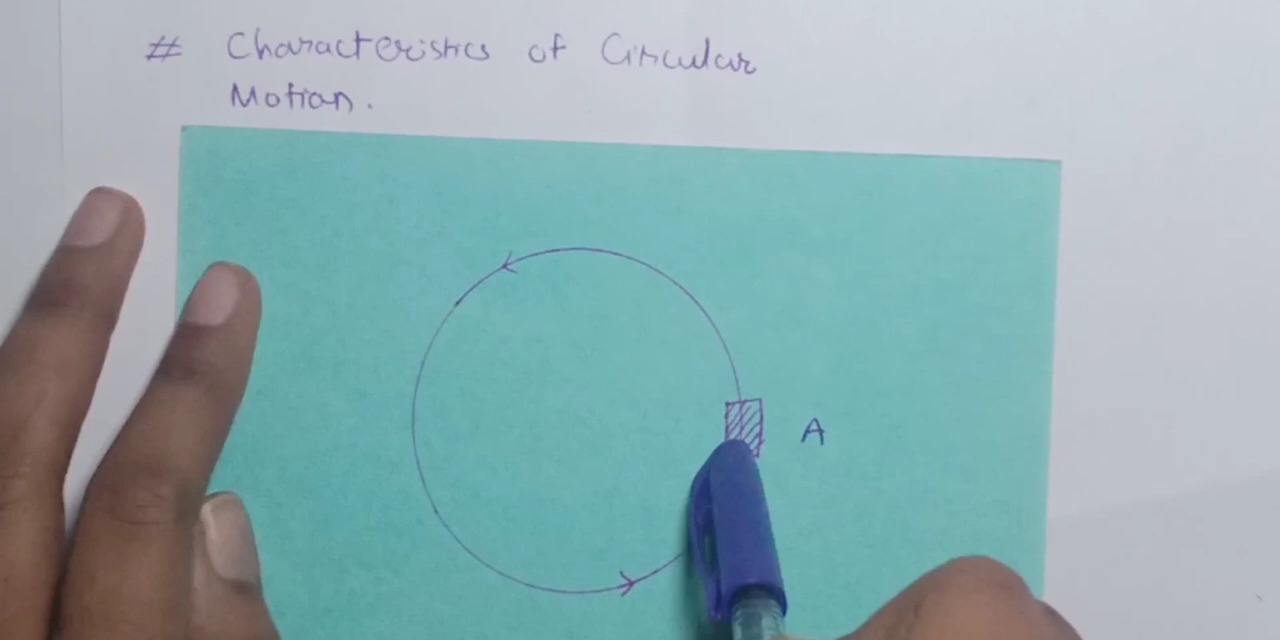 # Characteristics of Circular
Motion.
A